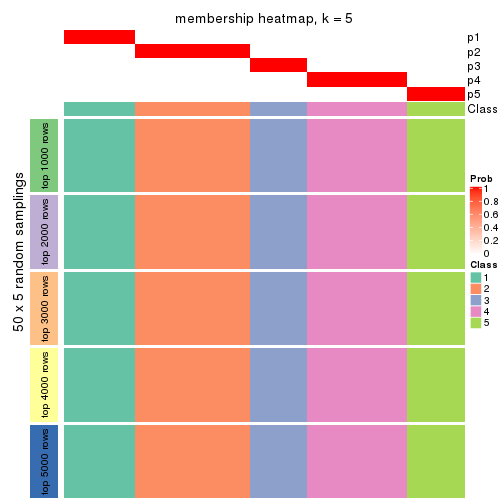 membership heatmap, k = 5
p1
p2
p3
p4
p5
Class
50 x 5 random samplings
top 1000 rows
top 2000 rows
top 3000 rows
top 4000 rows
top 5000 rows
Prob
1
0.8
0.6
0.4
0.2
0
Class
1
2
3
4
5